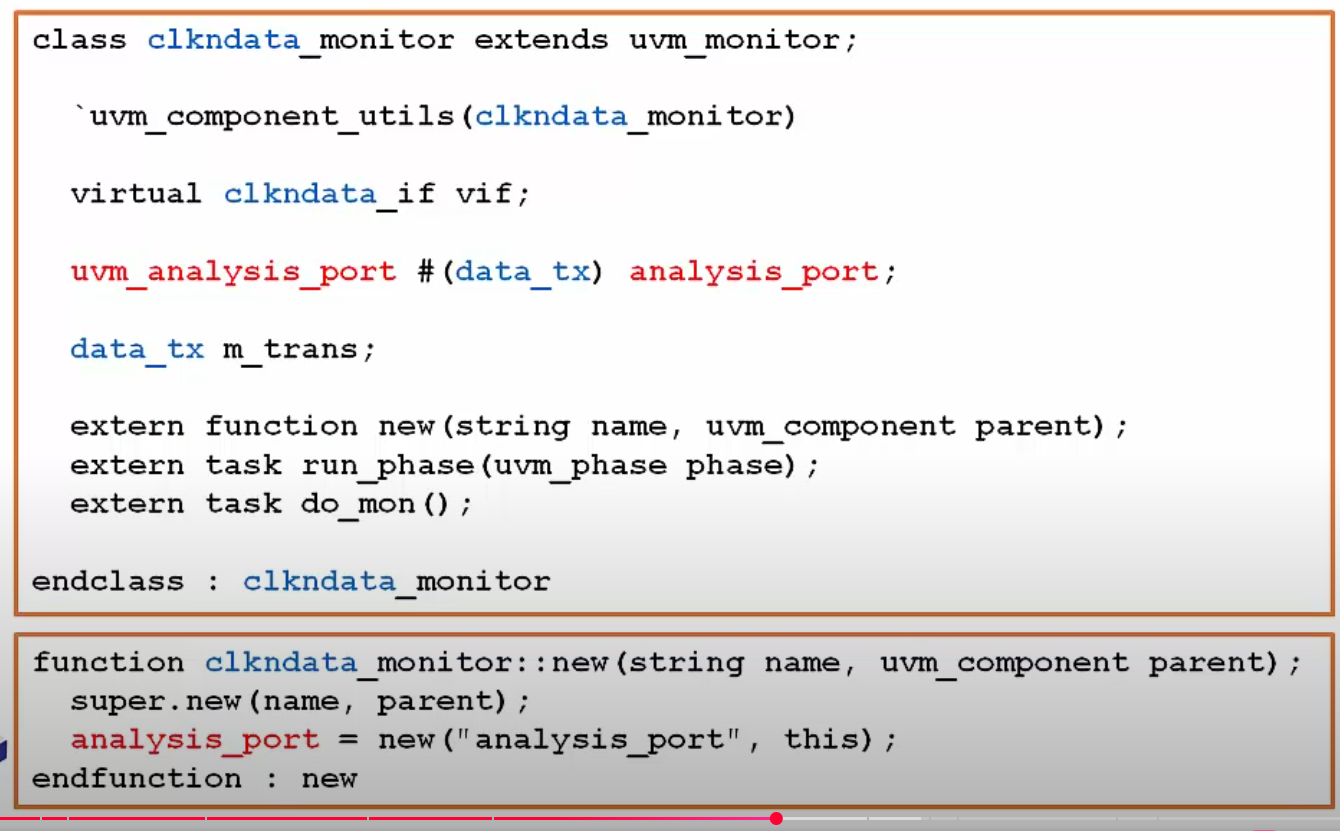 class clkndata_monitor extends uvm_monitor;
`uvm_component_utils(clkndata_monitor)
virtual clkndata_if vif;
uvm_analysis_port #(data_tx) analysis_port;
data_tx m_trans;
extern function new(string name, uvm_component parent);
extern task run_phase(uvm_phase phase);
extern task do_mon();
endclass : clkndata_monitor
function clkndata_monitor::new(string name, uvm_component parent);
super.new(name, parent);
analysis_port = new("analysis_port", this);
endfunction : new